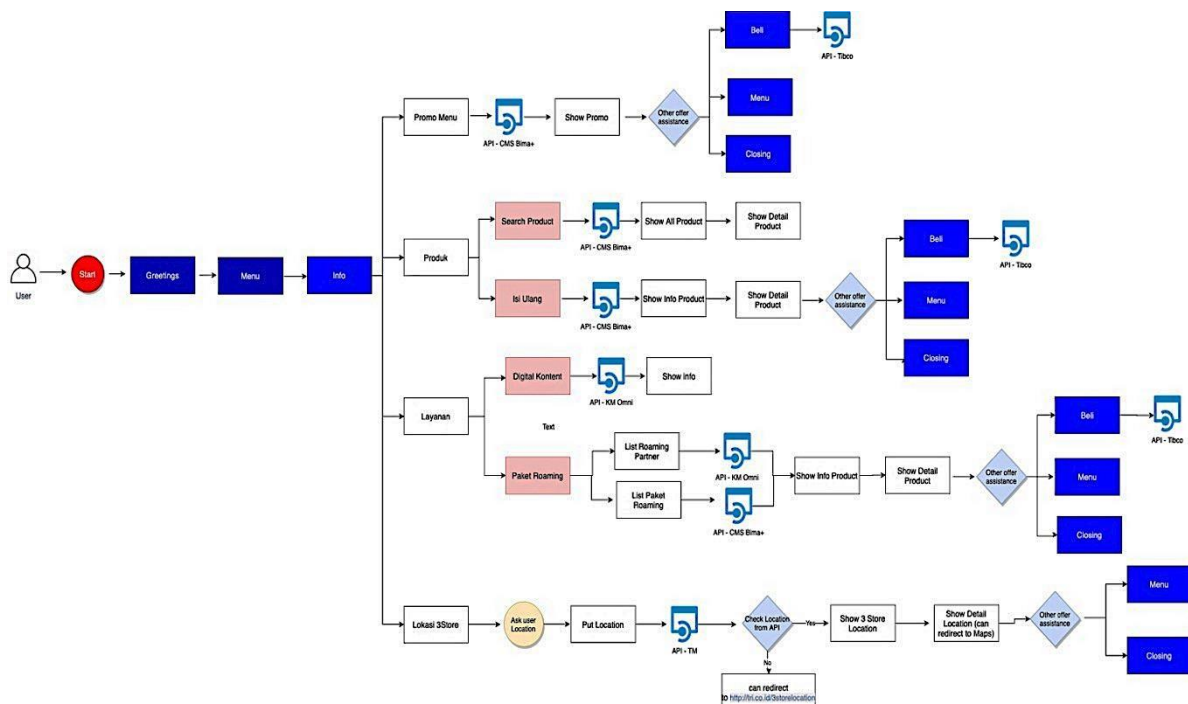 User
Start
Greetings
Menu
Info
Promo Menu
API - CMS Bima+
Show Promo
Other offer
assistance
Beli
API - Tibco
Menu
Closing
Produk
Search Product
API - CMS Bima+
Show All Product
Show Detail
Product
Isi Ulang
API - CMS Bima+
Show Info Product
Show Detail
Product
Other offer
assistance
Beli
API - Tibco
Menu
Closing
Layanan
Digital Kontent
API - KM Omni
Show Info
Text
Paket Roaming
List Roaming
Partner
API - KM Omni
List Paket
Roaming
API - CMS Bima+
Show Info Product
Show Detail
Product
Other offer
assistance
Beli
API - Tibco
Menu
Closing
Lokasi 3Store
Ask user
Location
Put Location
API - TM
Check Location
from API
Yes
No
can redirect
to http://tri.co.id/3storelocation
Show 3 Store
Location
Show Detail
Location (can
redirect to Maps)
Other offer
assistance
Menu
Closing